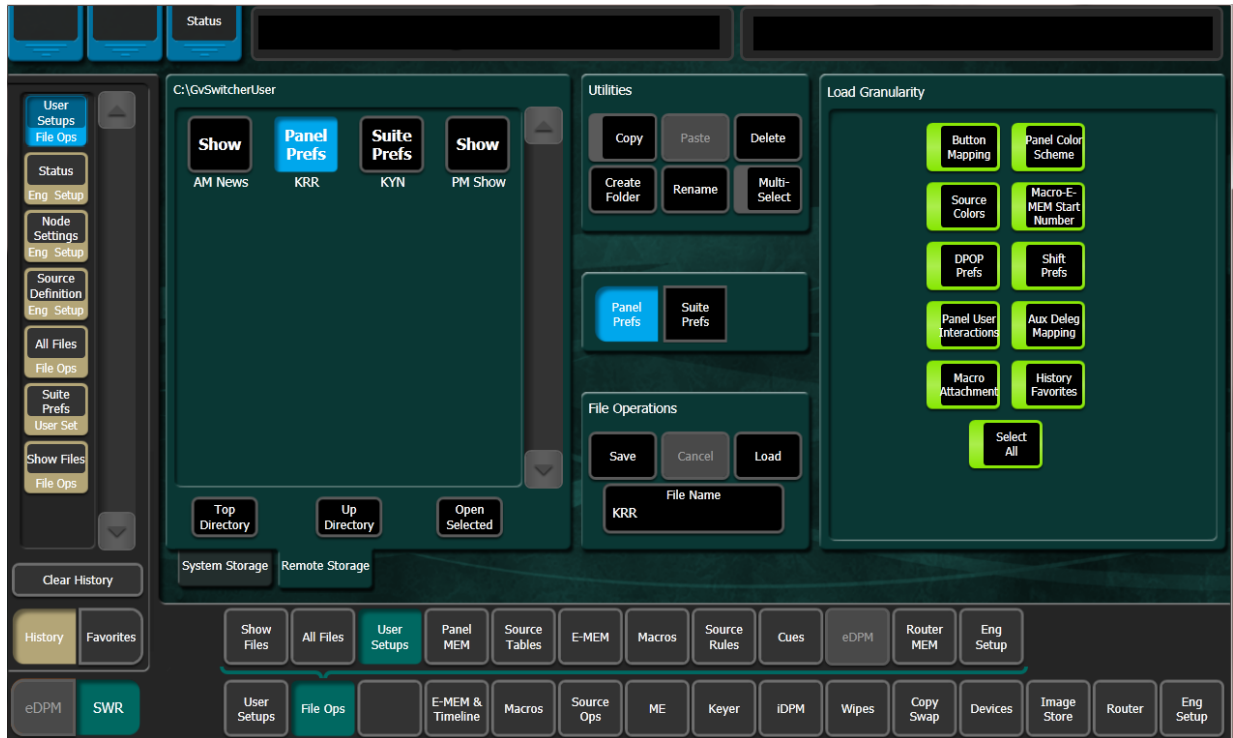 Status
User
Setups
File Ops
Status
Eng Setup
Node
Settings
Eng Setup
Source
Definition
Eng Setup
All Files
File Ops
Suite
Prefs
User Set
Show Files
File Ops
Clear History
History
Favorites
eDPM
SWR
C:\GvSwitcherUser
Show
AM News
Panel
Prefs
KRR
Suite
Prefs
KYN
Show
PM Show
Top
Directory
Up
Directory
Open
Selected
System Storage
Remote Storage
Utilities
Copy
Paste
Delete
Create
Folder
Rename
Multi-
Select
Panel
Prefs
Suite
Prefs
File Operations
Save
Cancel
Load
File Name
KRR
Load Granularity
Button
Mapping
Panel Color
Scheme
Source
Colors
Macro-E-
MEM Start
Number
DPOP
Prefs
Shift
Prefs
Panel User
Interactions
Aux Deleg
Mapping
Macro
Attachment
History
Favorites
Select
All
Show
Files
All Files
User
Setups
Panel
MEM
Source
Tables
E-MEM
Macros
Source
Rules
Cues
eDPM
Router
MEM
Eng
Setup
User
Setups
File Ops
E-MEM &
Timeline
Macros
Source
Ops
ME
Keyer
iDPM
Wipes
Copy
Swap
Devices
Image
Store
Router
Eng
Setup